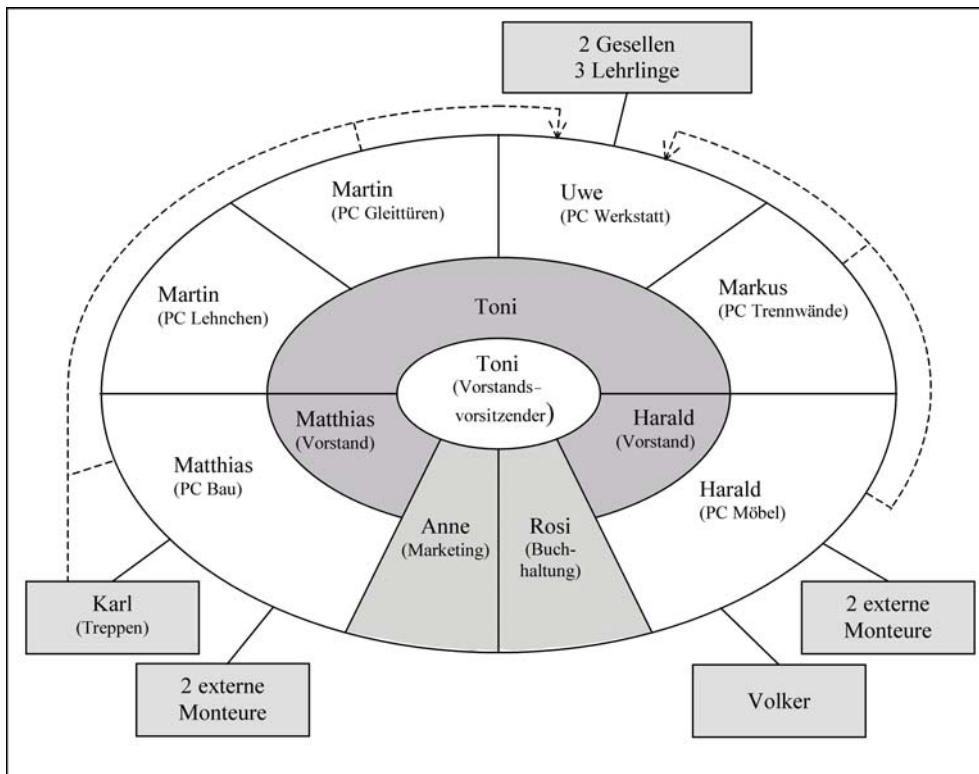 2 Gesellen
3 Lehrlinge
Martin
(PC Gleittüren)
Uwe
(PC Werkstatt)
Martin
(PC Lehnchen)
Toni
Markus
(PC Trennwände)
Toni
(Vorstands-
vorsitzender)
Matthias
(Vorstand)
Harald
(Vorstand)
Matthias
(PC Bau)
Harald
(PC Möbel)
Anne
(Marketing)
Rosi
(Buch-
haltung)
Karl
(Treppen)
2 externe
Monteure
2 externe
Monteure
Volker